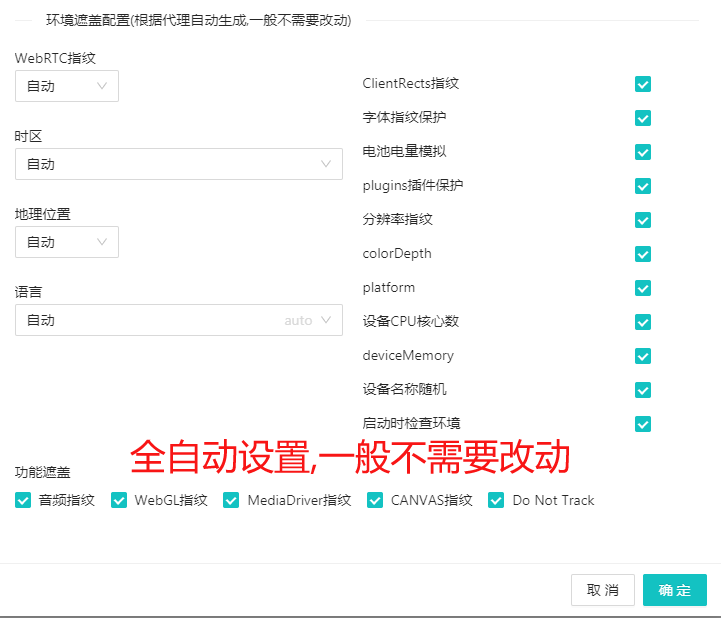 环境遮盖配置(根据代理自动生成,一般不需要改动)
WebRTC指纹
自动
时区
自动
地理位置
自动
语言
自动 auto
ClientRects指纹
字体指纹保护
电池电量模拟
plugins插件保护
分辨率指纹
colorDepth
platform
设备CPU核心数
deviceMemory
设备名称随机
启动时检查环境
全自动设置,一般不需要改动
功能遮盖
音频指纹 WebGL指纹 MediaDriver指纹 CANVAS指纹 Do Not Track
取 消 确 定